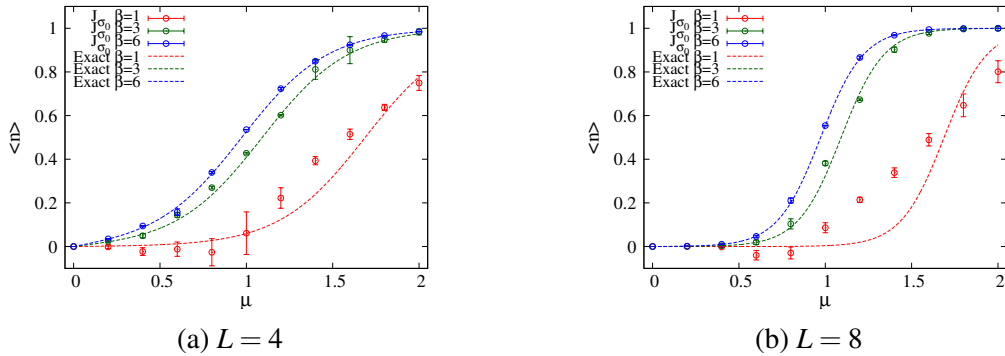 J_σ0 β=1
J_σ0 β=3
J_σ0 β=6
Exact β=1
Exact β=3
Exact β=6
<n>
1
0.8
0.6
0.4
0.2
0
0 0.5 1 1.5 2
μ
(a) L = 4
J_σ0 β=1
J_σ0 β=3
J_σ0 β=6
Exact β=1
Exact β=3
Exact β=6
<n>
1
0.8
0.6
0.4
0.2
0
0 0.5 1 1.5 2
μ
(b) L = 8